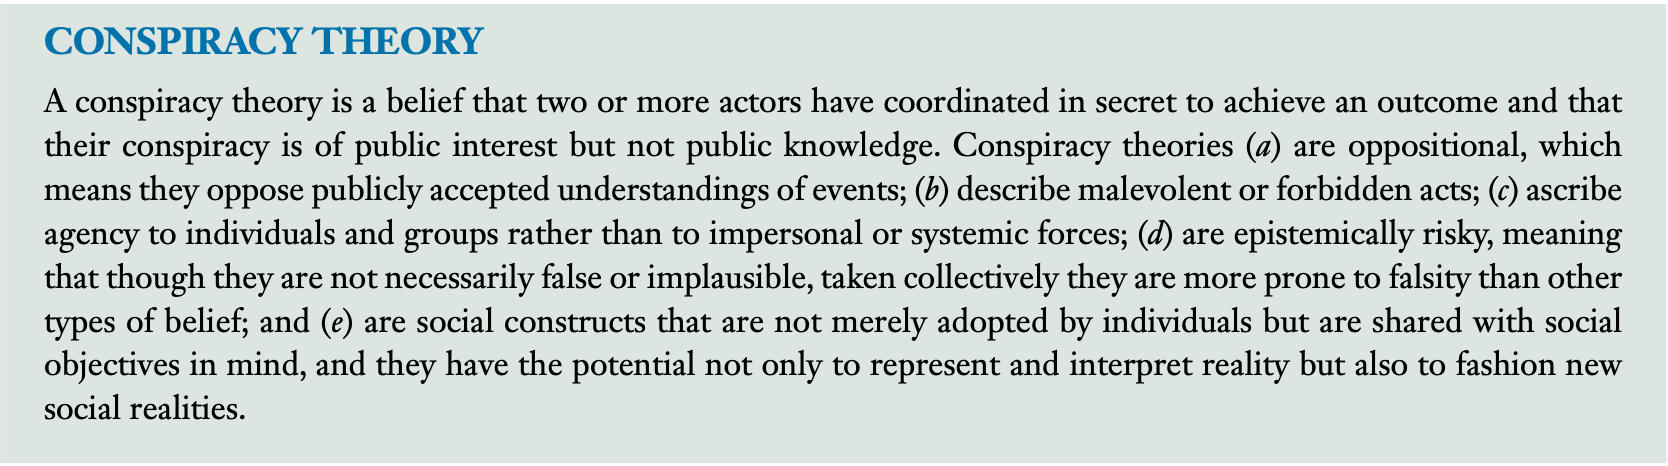 CONSPIRACY THEORY
A conspiracy theory is a belief that two or more actors have coordinated in secret to achieve an outcome and that
their conspiracy is of public interest but not public knowledge. Conspiracy theories (a) are oppositional, which
means they oppose publicly accepted understandings of events; (b) describe malevolent or forbidden acts; (c) ascribe
agency to individuals and groups rather than to impersonal or systemic forces; (d) are epistemically risky, meaning
that though they are not necessarily false or implausible, taken collectively they are more prone to falsity than other
types of belief; and (e) are social constructs that are not merely adopted by individuals but are shared with social
objectives in mind, and they have the potential not only to represent and interpret reality but also to fashion new
social realities.